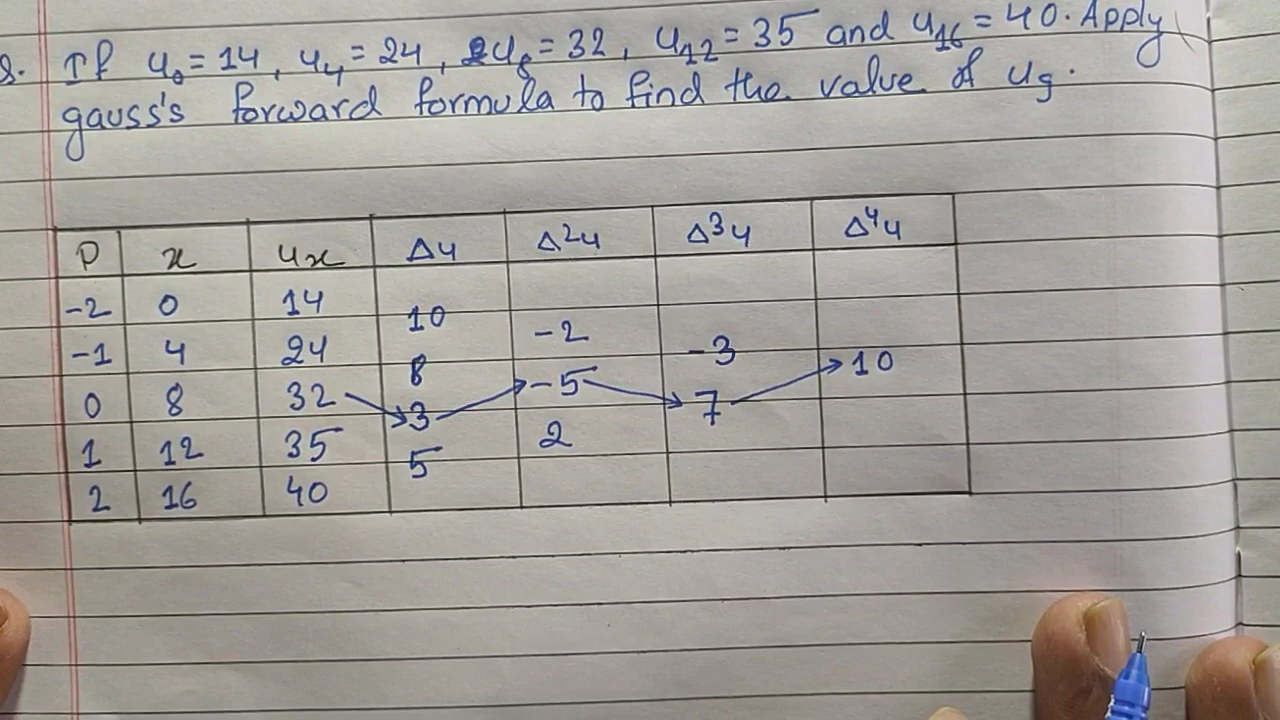 8. If u₀ = 14, u₄ = 24, u₈ = 32, u₁₂ = 35 and u₁₆ = 40. Apply
gauss's forward formula to find the value of u₉.
P x ux Δu Δ²u Δ³u Δ⁴u
-2 0 14
10
-1 4 24 -2
8 -3
0 8 32 -5 10
3 7
1 12 35 2
5
2 16 40